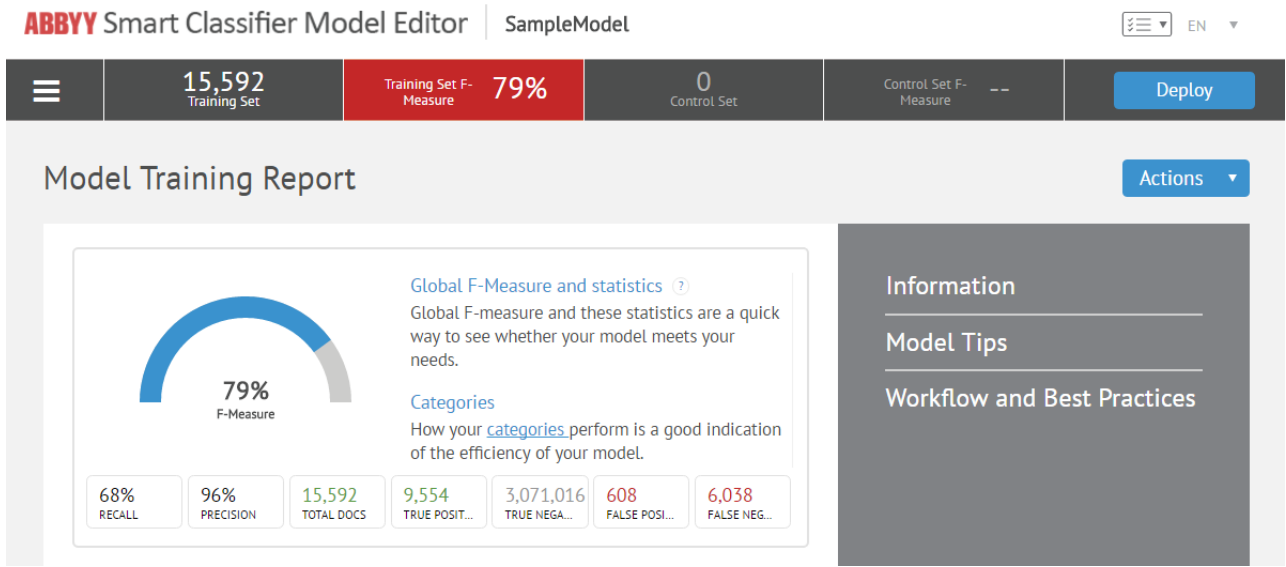 ABBYY Smart Classifier Model Editor SampleModel
EN
15,592
Training Set
Training Set F-
Measure
79%
0
Control Set
Control Set F-
Measure
--
Deploy
Model Training Report
Actions
79%
F-Measure
Global F-Measure and statistics ?
Global F-measure and these statistics are a quick
way to see whether your model meets your
needs.
Categories
How your categories perform is a good indication
of the efficiency of your model.
68%
RECALL
96%
PRECISION
15,592
TOTAL DOCS
9,554
TRUE POSIT...
3,071,016
TRUE NEGA...
608
FALSE POSI...
6,038
FALSE NEG...
Information
Model Tips
Workflow and Best Practices